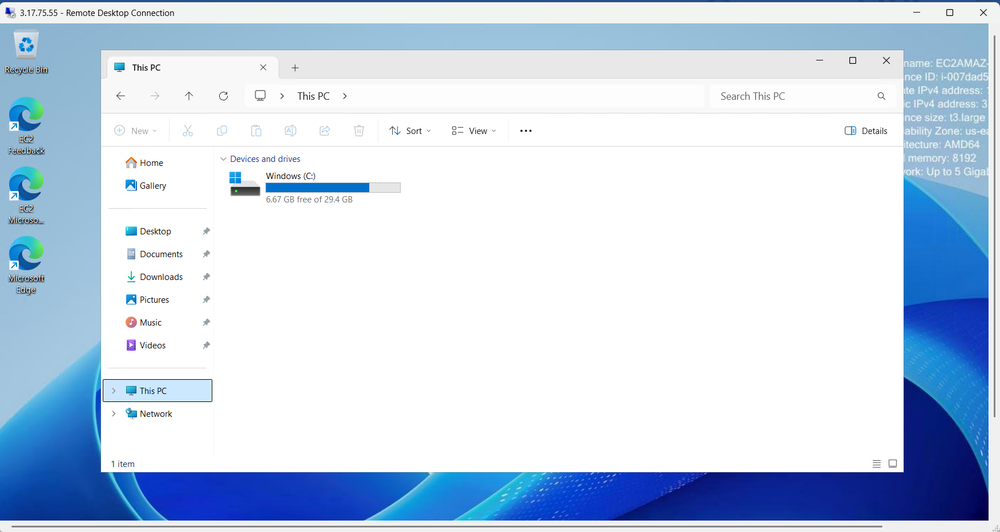 3.17.75.55 - Remote Desktop Connection
Recycle Bin
EC2
Feedback
EC2
Microso...
Microsoft
Edge
This PC
This PC
Search This PC
New
Sort
View
Details
Home
Gallery
Desktop
Documents
Downloads
Pictures
Music
Videos
This PC
Network
Devices and drives
Windows (C:)
6.67 GB free of 29.4 GB
1 item
name: EC2AMAZ-
nce ID: i-007dad5
te IPv4 address:
ic IPv4 address: 3
nce size: t3.large
ability Zone: us-ea
itecture: AMD64
memory: 8192
ork: Up to 5 Gigab